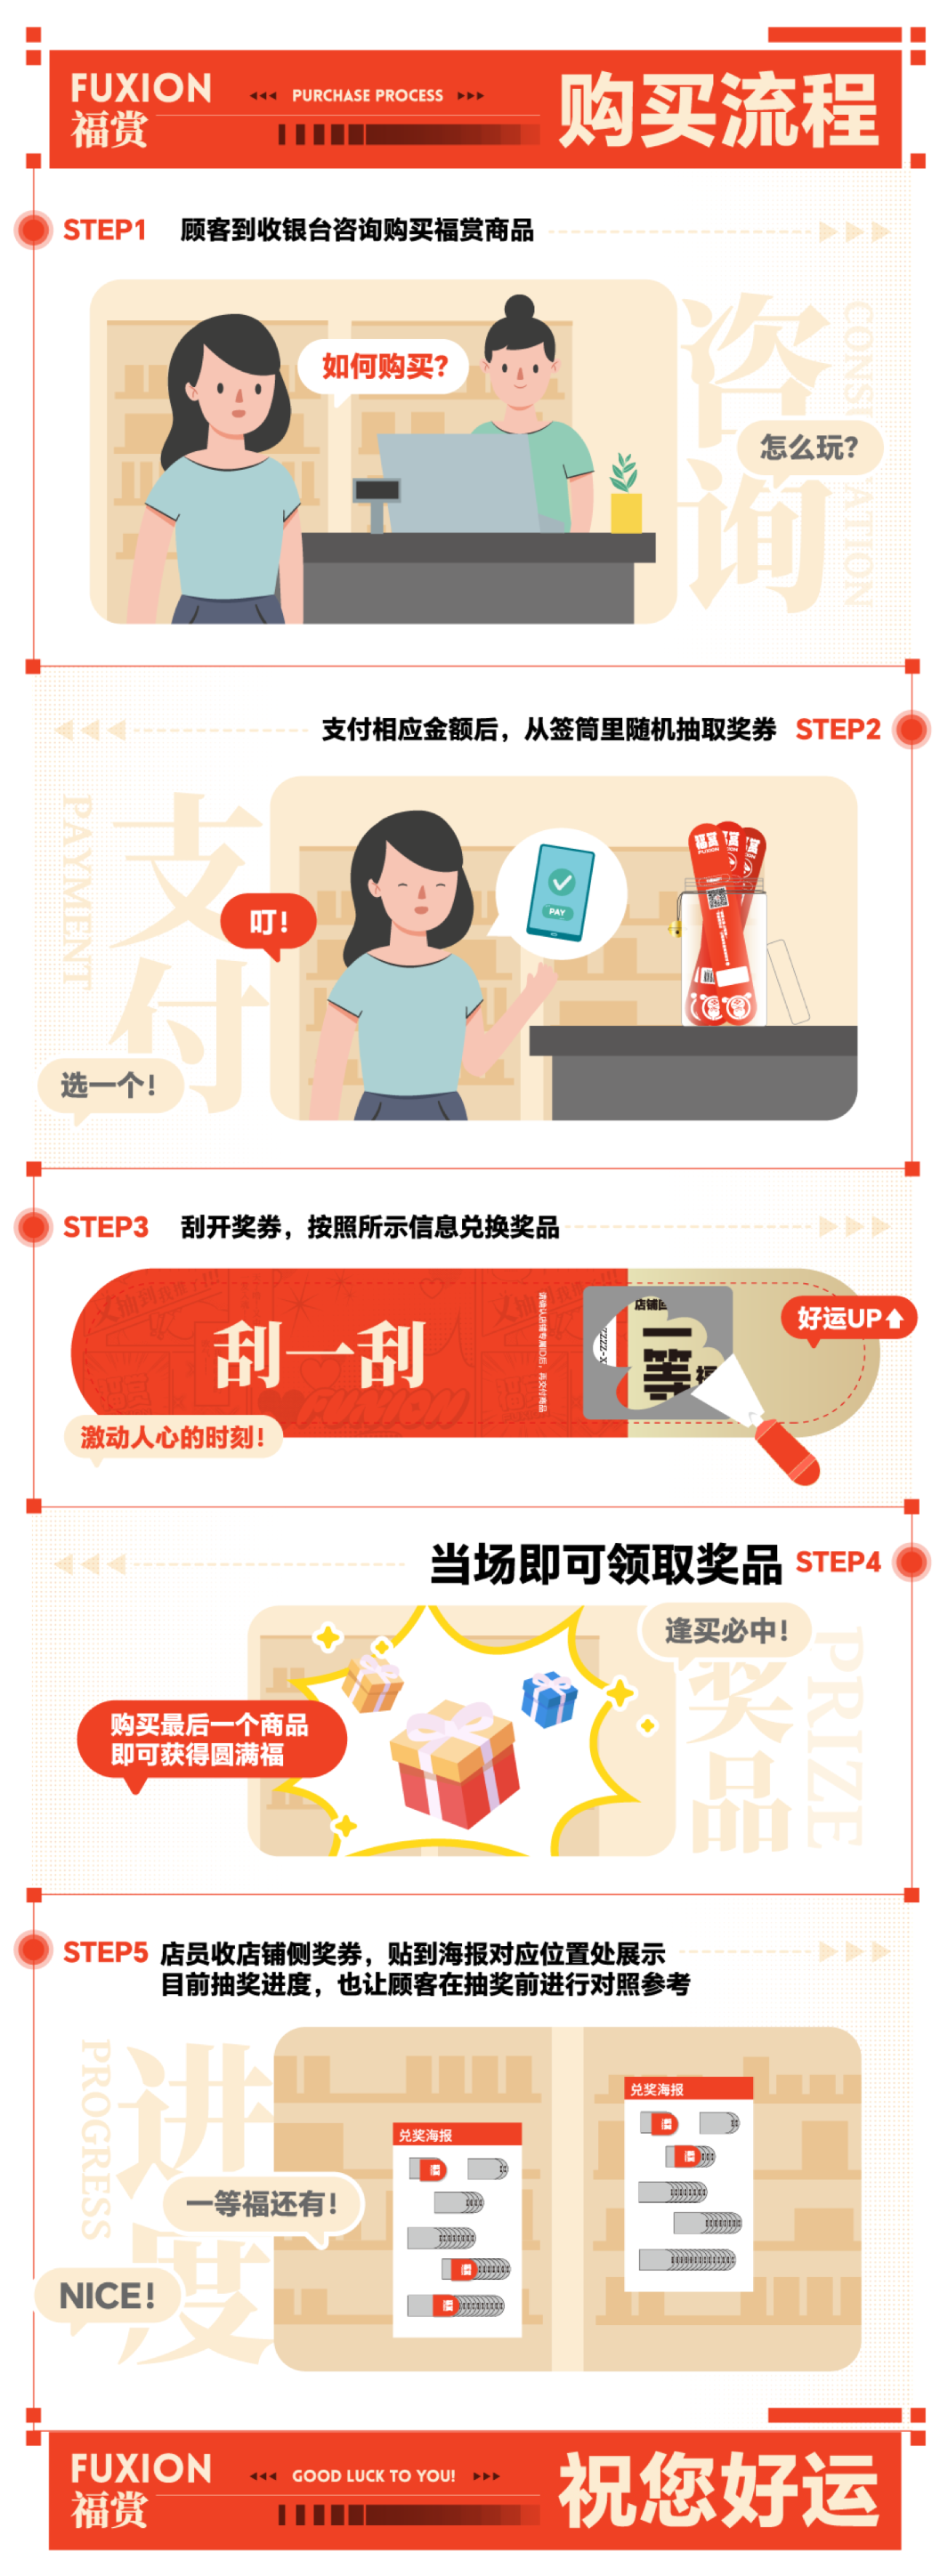 FUXION
福赏
PURCHASE PROCESS
购买流程
STEP1 顾客到收银台咨询购买福赏商品
如何购买?
咨询
怎么玩?
支付相应金额后，从签筒里随机抽取奖券 STEP2
PAYMENT
支付
叮!
PAY
福赏
FUXION
选一个!
STEP3 刮开奖券，按照所示信息兑换奖品
刮一刮
店铺
一等
好运UP
激动人心的时刻!
当场即可领取奖品 STEP4
逢买必中!
奖品
PRIZE
购买最后一个商品
即可获得圆满福
STEP5 店员收店铺侧奖券，贴到海报对应位置处展示
目前抽奖进度，也让顾客在抽奖前进行对照参考
PROGRESS
进度
兑奖海报
兑奖海报
一等福还有!
NICE!
FUXION
福赏
GOOD LUCK TO YOU!
祝您好运